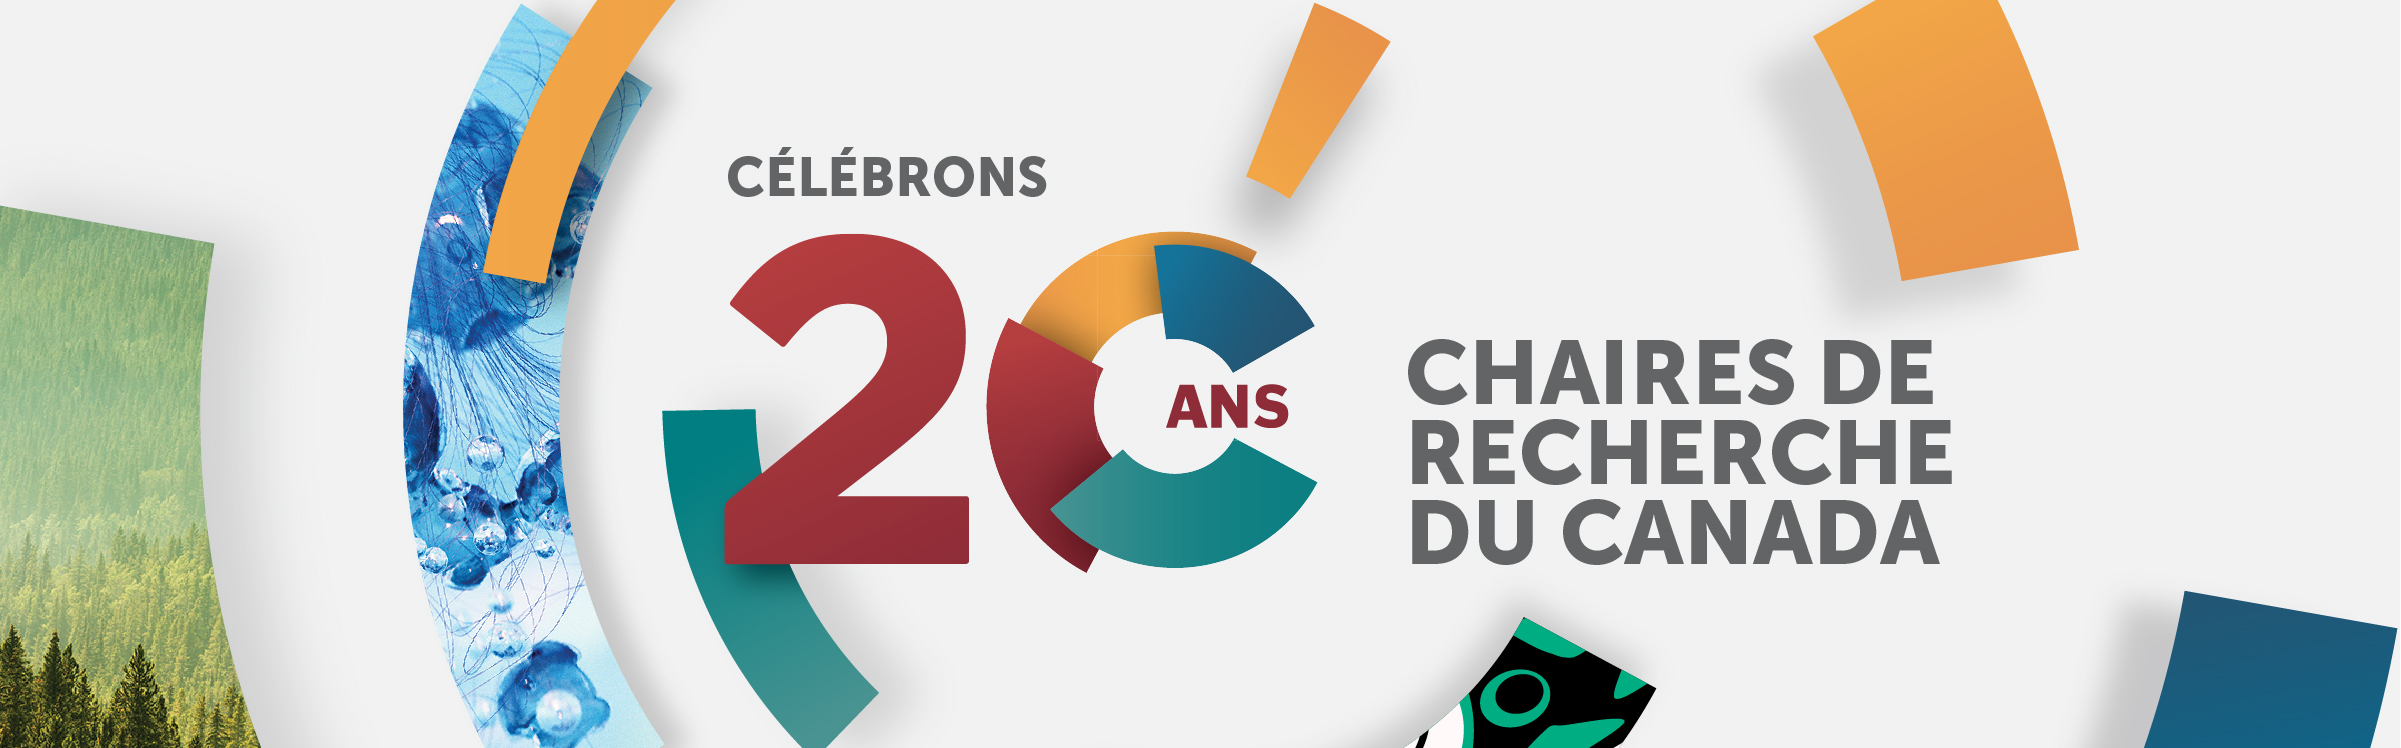 CÉLÉBRONS
20
ANS
CHAIRES DE
RECHERCHE
DU CANADA